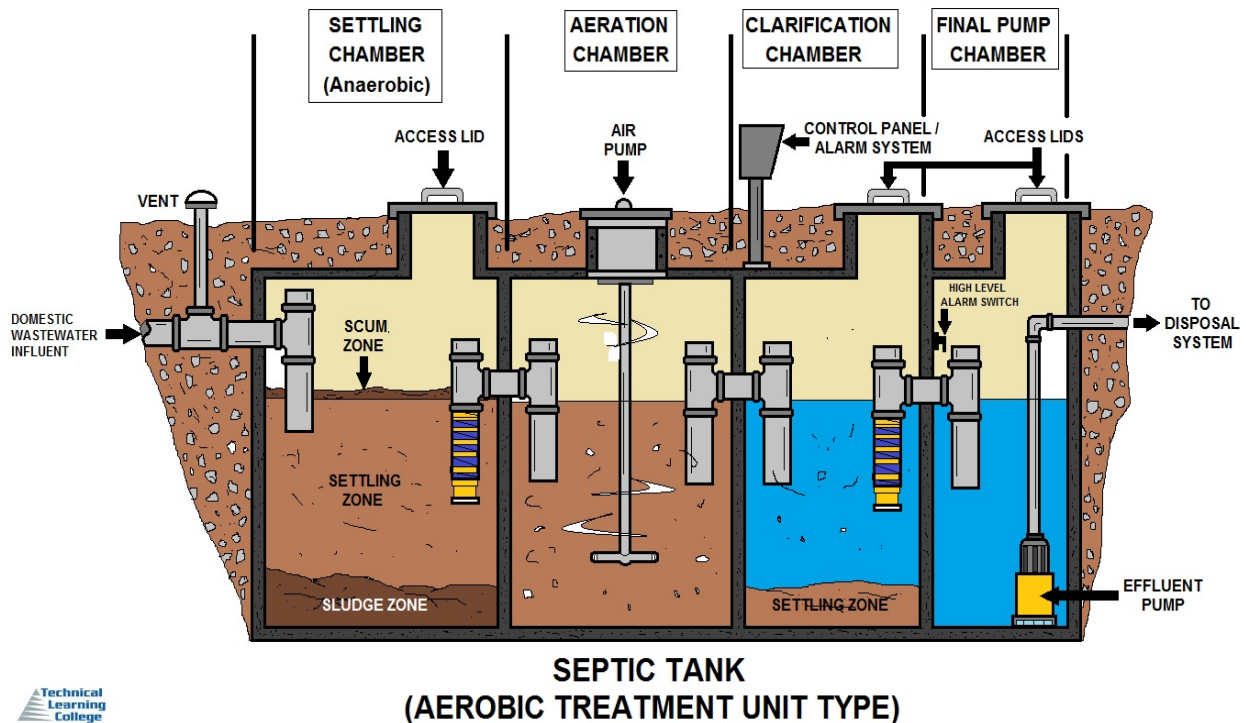 SETTLING
CHAMBER
(Anaerobic)
AERATION
CHAMBER
CLARIFICATION
CHAMBER
FINAL PUMP
CHAMBER
ACCESS LID
AIR
PUMP
CONTROL PANEL /
ALARM SYSTEM
ACCESS LIDS
VENT
HIGH LEVEL
ALARM SWITCH
DOMESTIC
WASTEWATER
INFLUENT
SCUM
ZONE
TO
DISPOSAL
SYSTEM
SETTLING
ZONE
SLUDGE ZONE
SETTLING ZONE
EFFLUENT
PUMP
SEPTIC TANK
(AEROBIC TREATMENT UNIT TYPE)
Technical
Learning
College